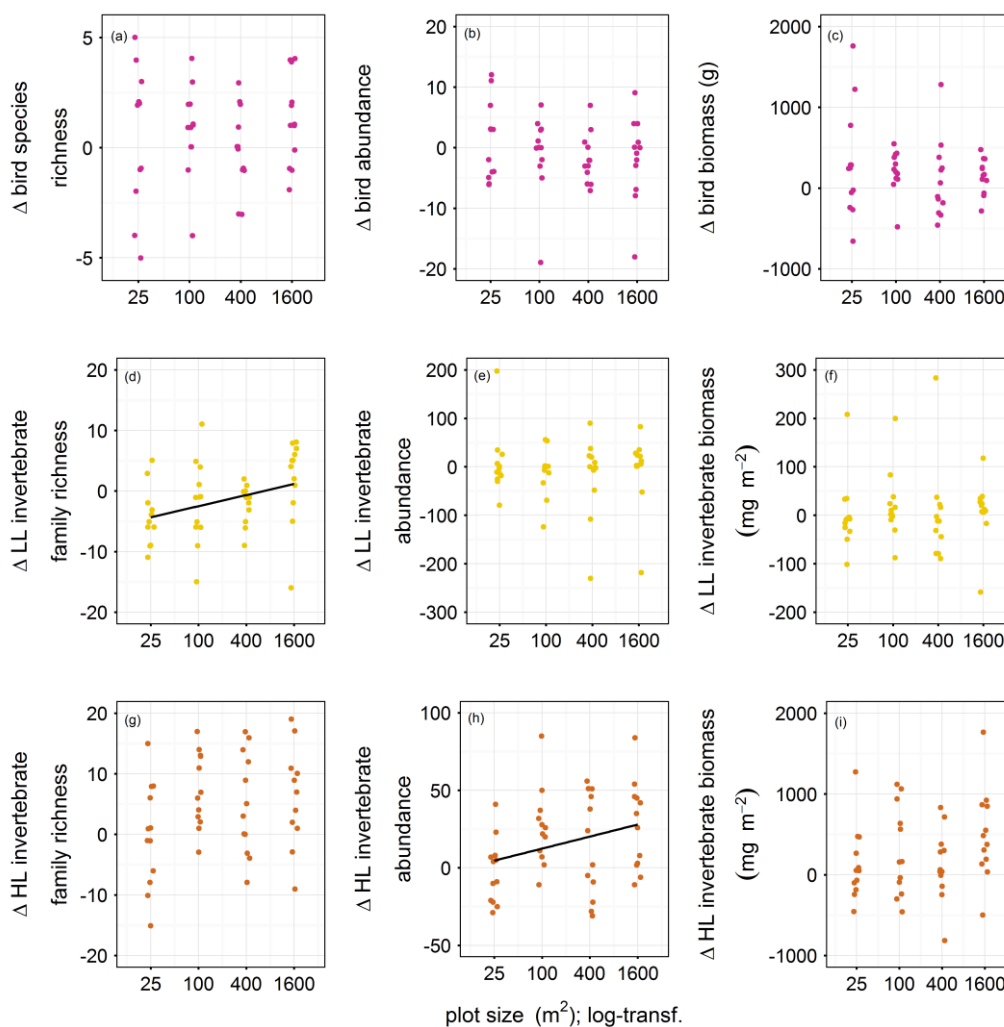 (a)
Δ bird species
richness
5
0
-5
25 100 400 1600
(b)
Δ bird abundance
20
10
0
-10
-20
25 100 400 1600
(c)
Δ bird biomass (g)
2000
1000
0
-1000
25 100 400 1600
(d)
Δ LL invertebrate
family richness
20
10
0
-10
-20
25 100 400 1600
(e)
Δ LL invertebrate
abundance
200
100
0
-100
-200
-300
25 100 400 1600
(f)
Δ LL invertebrate biomass
(mg m⁻²)
300
200
100
0
-100
-200
25 100 400 1600
(g)
Δ HL invertebrate
family richness
20
10
0
-10
-20
25 100 400 1600
(h)
Δ HL invertebrate
abundance
100
50
0
-50
25 100 400 1600
(i)
Δ HL invertebrate biomass
(mg m⁻²)
2000
1000
0
-1000
25 100 400 1600
plot size (m²); log-transf.